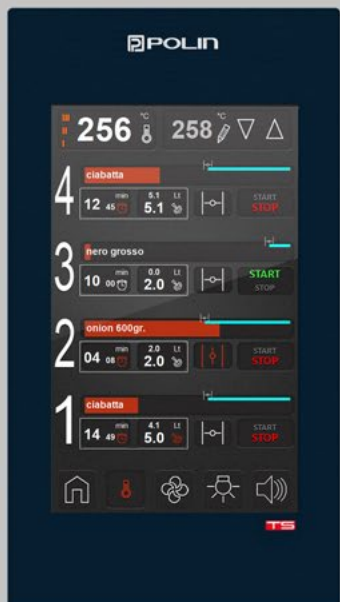 POLIN
256 °C 258 °C
4 ciabatta
min 5.1 Lt START
12 45 5.1 STOP
3 nero grosso
min 0.0 Lt START
10 00 2.0 STOP
2 onion 600gr.
min 2.0 Lt START
04 08 2.0 STOP
1 ciabatta
min 4.1 Lt START
14 49 5.0 STOP
TS